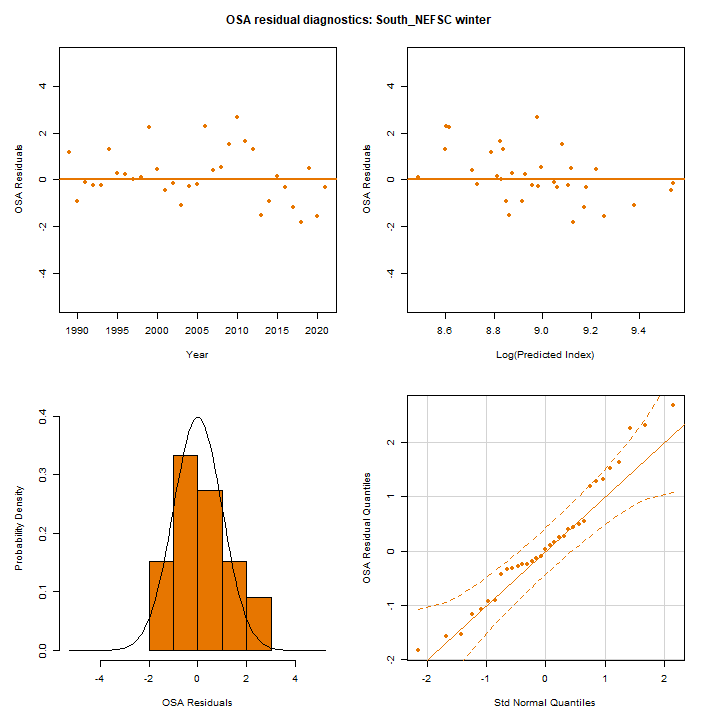 OSA residual diagnostics: South_NEFSC winter
OSA Residuals
4
2
0
-2
-4
1990 1995 2000 2005 2010 2015 2020
Year
OSA Residuals
4
2
0
-2
-4
8.6 8.8 9.0 9.2 9.4
Log(Predicted Index)
Probability Density
0.4
0.3
0.2
0.1
0.0
-4 -2 0 2 4
OSA Residuals
OSA Residual Quantiles
2
1
0
-1
-2
-2 -1 0 1 2
Std Normal Quantiles